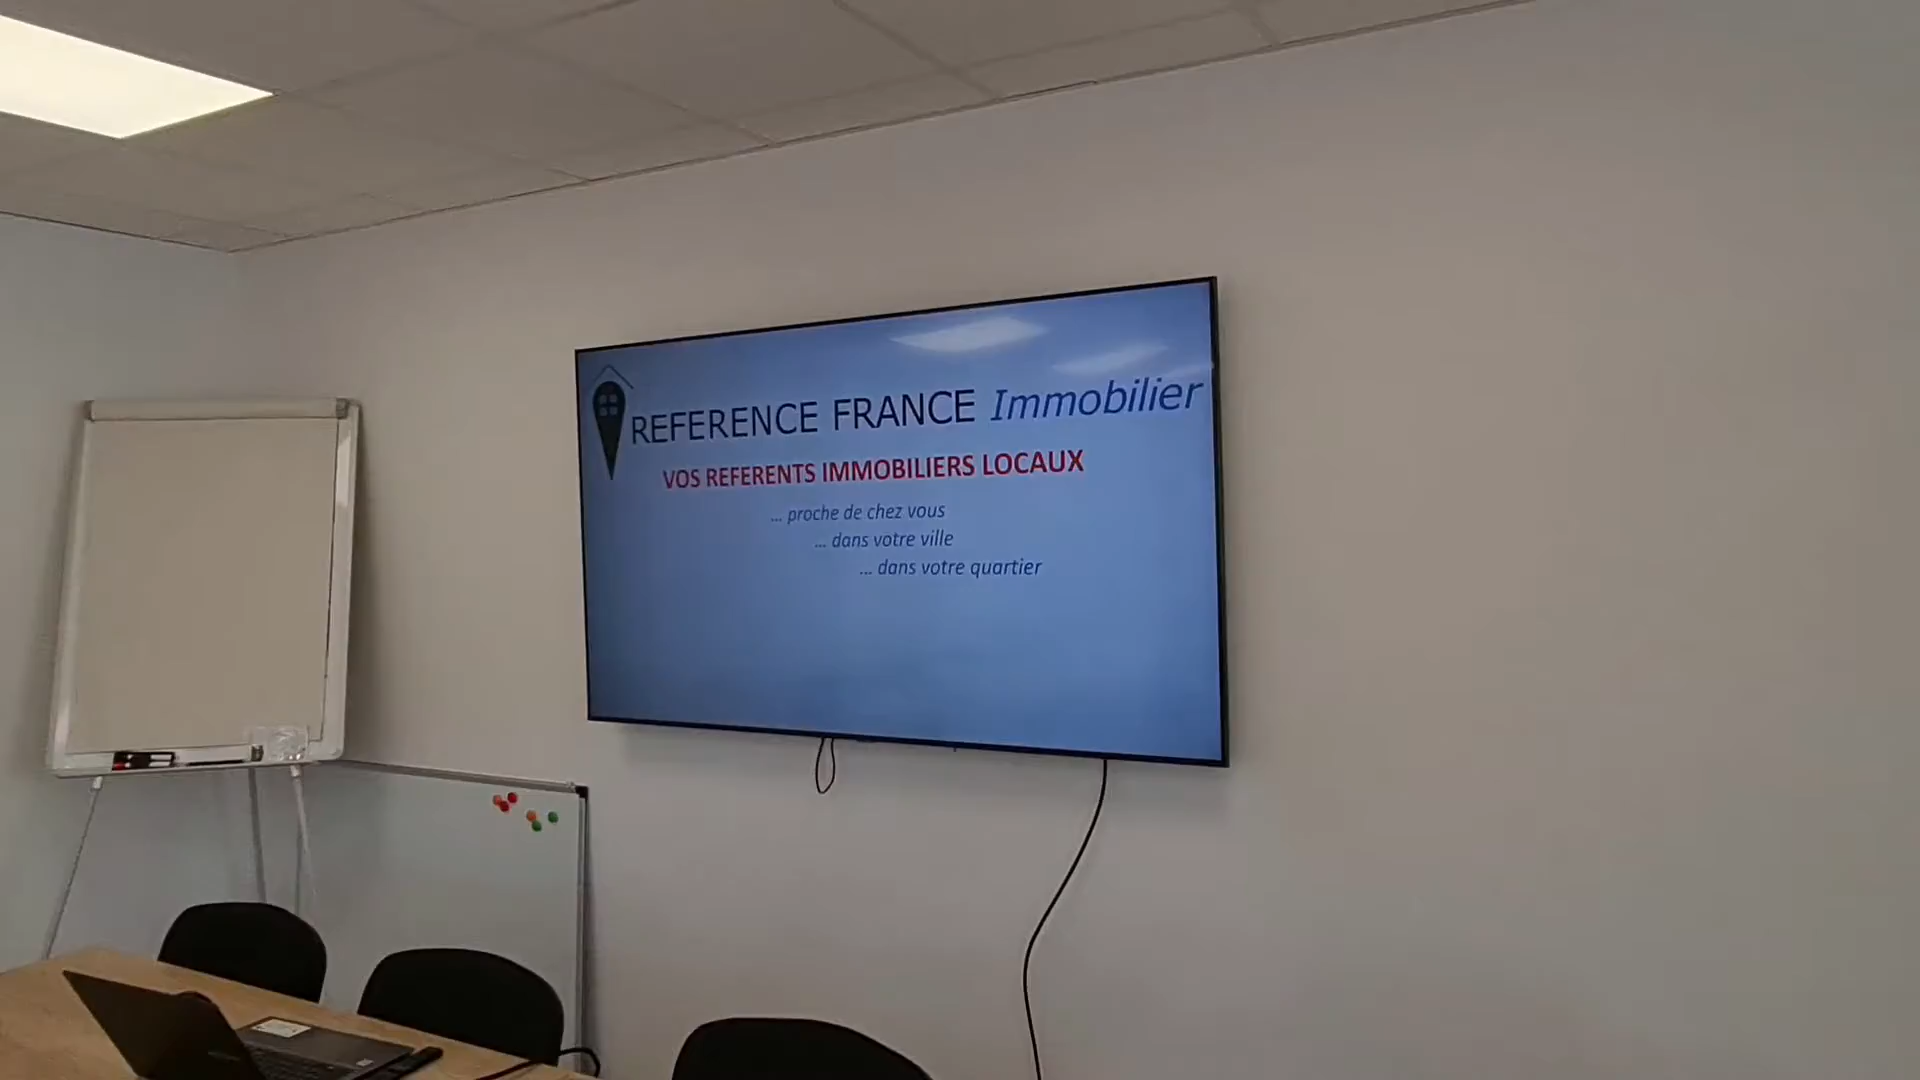 REFERENCE FRANCE Immobilier
VOS REFERENTS IMMOBILIERS LOCAUX
... proche de chez vous
... dans votre ville
... dans votre quartier